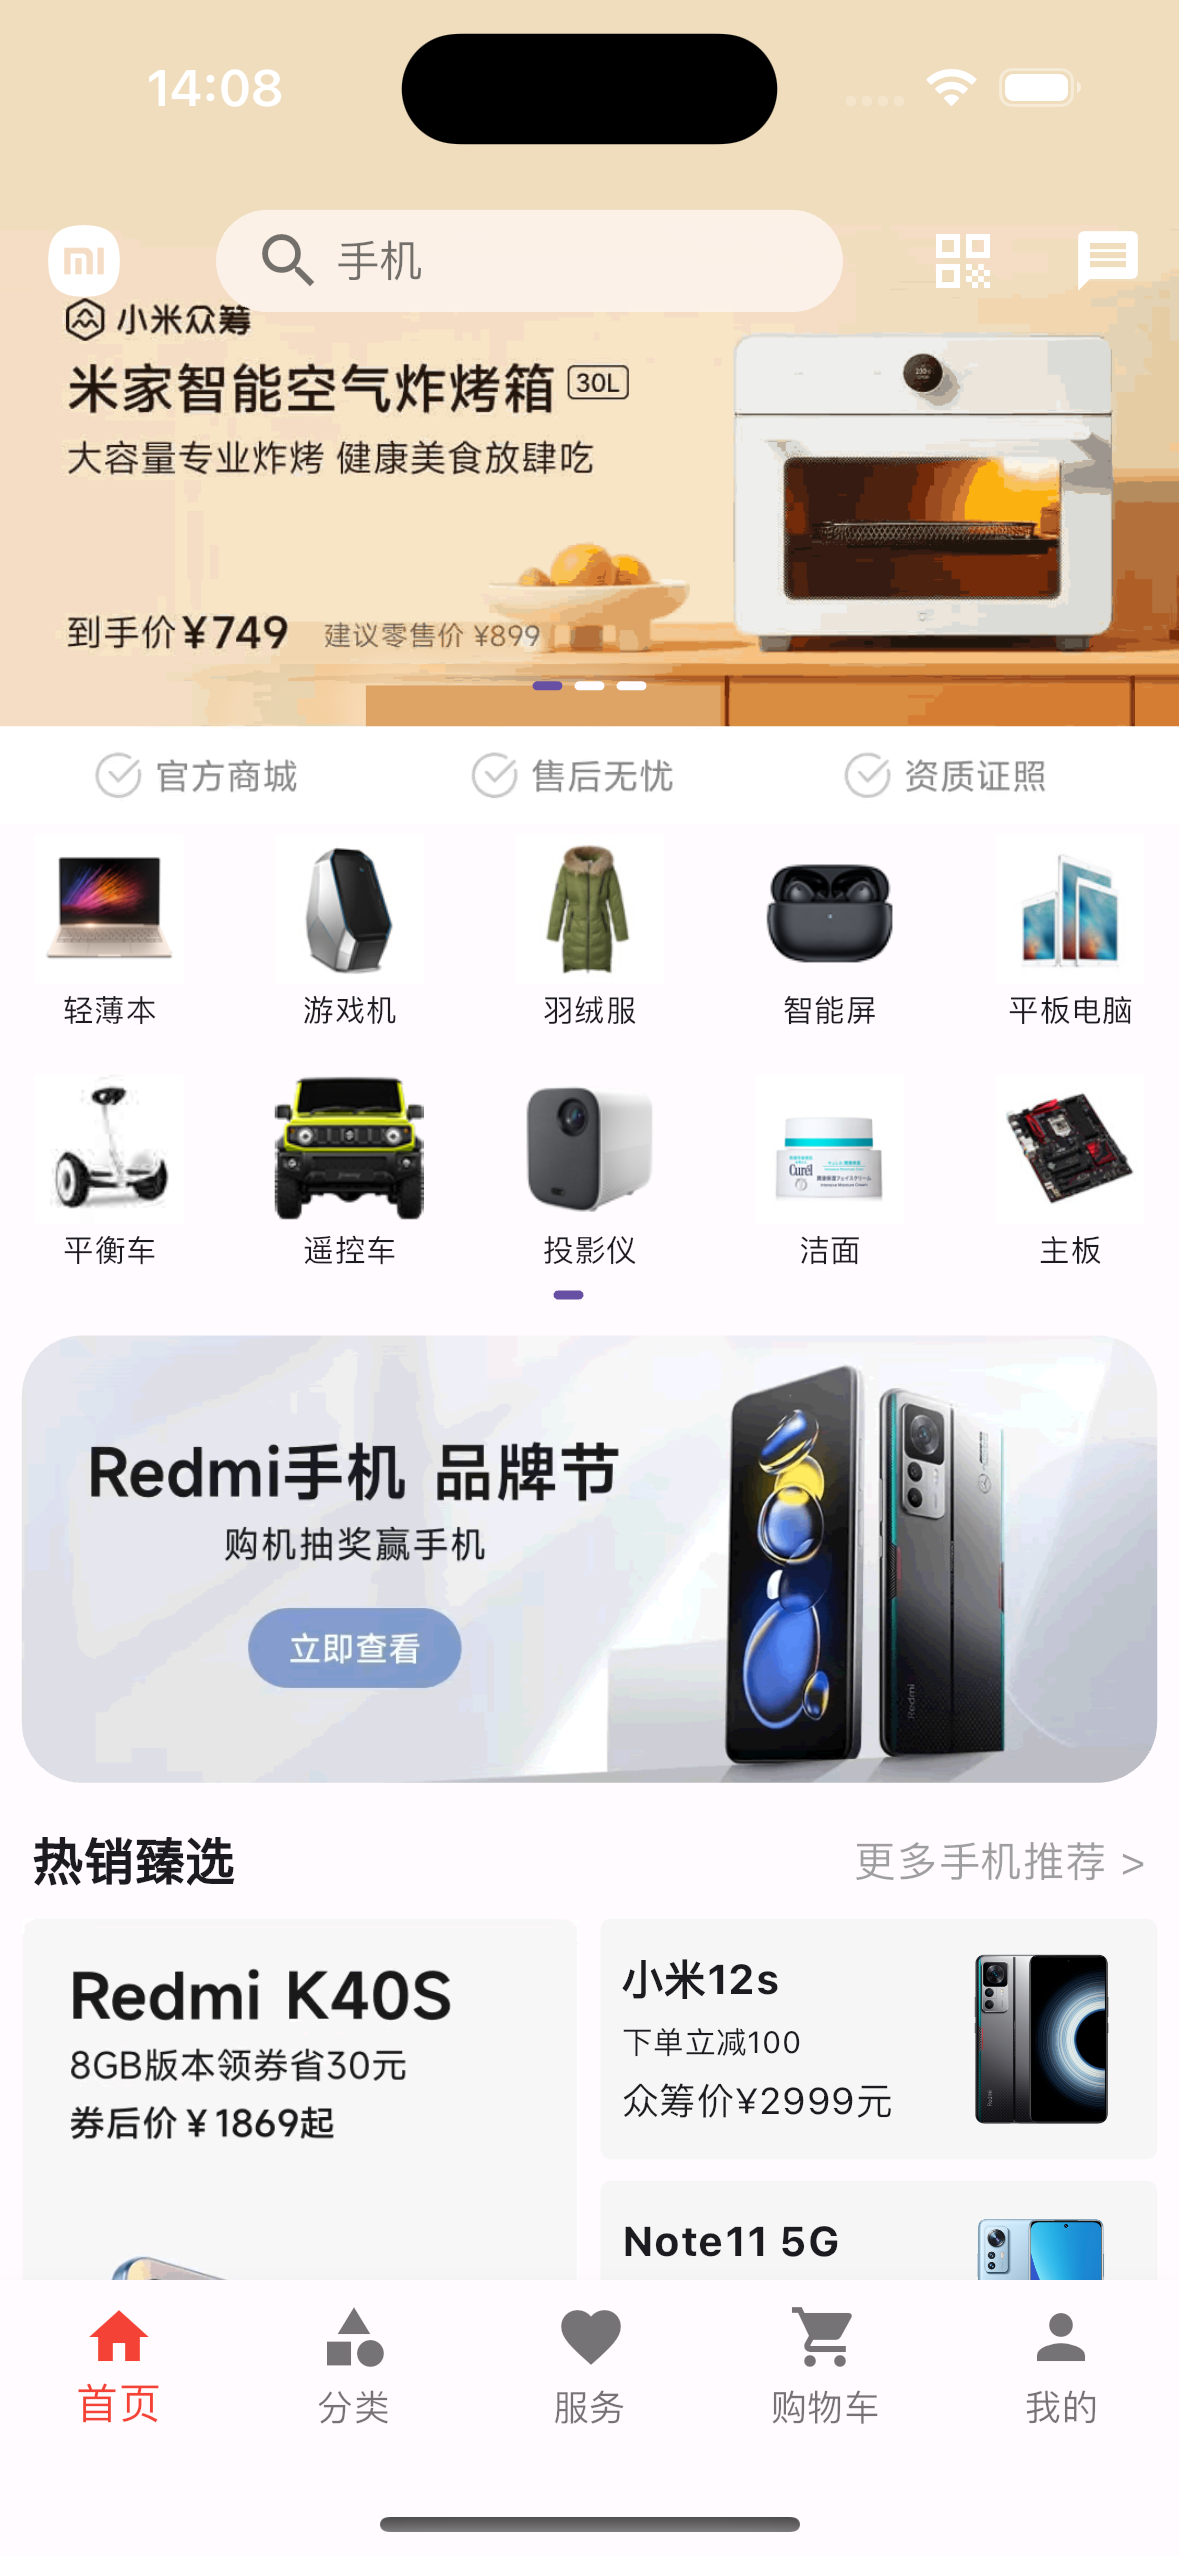 14:08
mi
手机
小米众筹
米家智能空气炸烤箱 30L
大容量专业炸烤 健康美食放肆吃
到手价¥749 建议零售价 ¥899
官方商城 售后无忧 资质证照
轻薄本 游戏机 羽绒服 智能屏 平板电脑
Curél
平衡车 遥控车 投影仪 洁面 主板
Redmi手机 品牌节
购机抽奖赢手机
立即查看
Redmi
热销臻选 更多手机推荐 >
Redmi K40S
8GB版本领券省30元
券后价¥1869起
小米12s
下单立减100
众筹价¥2999元
Note11 5G
首页 分类 服务 购物车 我的